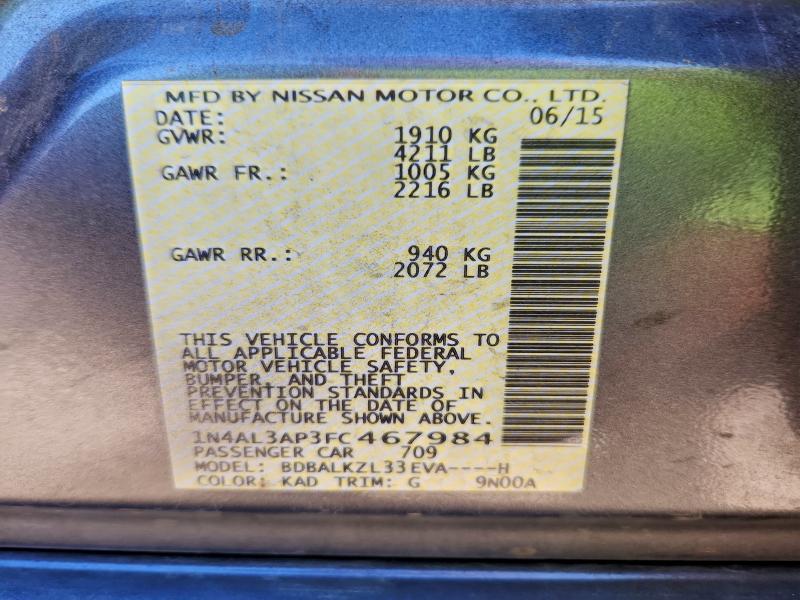 MFD BY NISSAN MOTOR CO., LTD.
DATE: 06/15
GVWR: 1910 KG
4211 LB
GAWR FR.: 1005 KG
2216 LB
GAWR RR.: 940 KG
2072 LB
THIS VEHICLE CONFORMS TO
ALL APPLICABLE FEDERAL
MOTOR VEHICLE SAFETY,
BUMPER, AND THEFT
PREVENTION STANDARDS IN
EFFECT ON THE DATE OF
MANUFACTURE SHOWN ABOVE.
1N4AL3AP3FC467984
PASSENGER CAR 709
MODEL: BDBALKZL33EVA----H
COLOR: KAD TRIM: G 9N00A